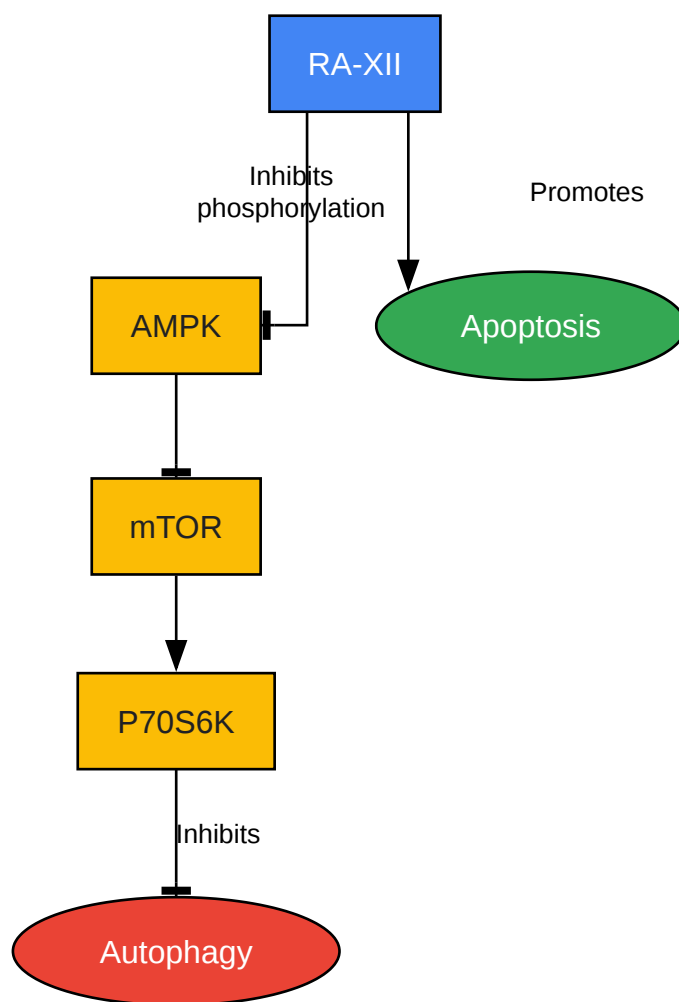 RA-XII
Inhibits
phosphorylation
Promotes
AMPK
Apoptosis
mTOR
P70S6K
Inhibits
Autophagy